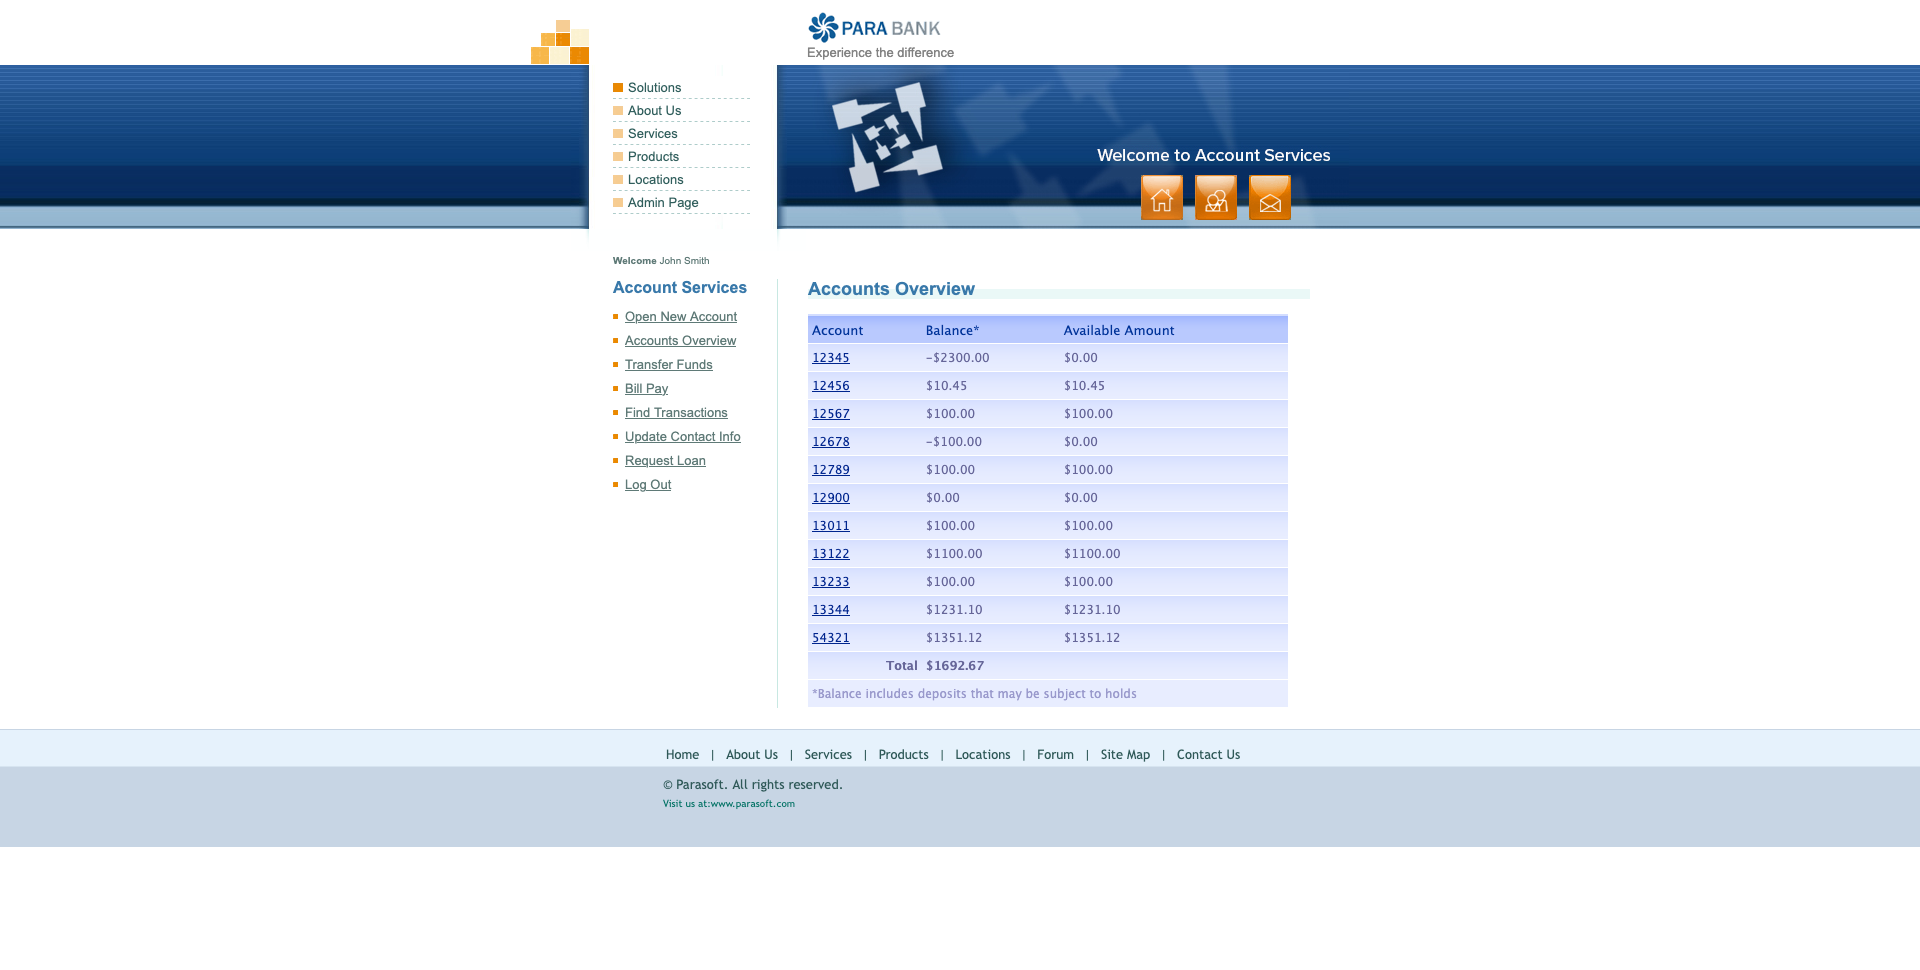 PARA BANK
Experience the difference
Solutions
About Us
Services
Products
Locations
Admin Page
Welcome to Account Services
Welcome John Smith
Account Services
Open New Account
Accounts Overview
Transfer Funds
Bill Pay
Find Transactions
Update Contact Info
Request Loan
Log Out
Accounts Overview
Account Balance* Available Amount
12345 -$2300.00 $0.00
12456 $10.45 $10.45
12567 $100.00 $100.00
12678 -$100.00 $0.00
12789 $100.00 $100.00
12900 $0.00 $0.00
13011 $100.00 $100.00
13122 $1100.00 $1100.00
13233 $100.00 $100.00
13344 $1231.10 $1231.10
54321 $1351.12 $1351.12
Total $1692.67
*Balance includes deposits that may be subject to holds
Home | About Us | Services | Products | Locations | Forum | Site Map | Contact Us
© Parasoft. All rights reserved.
Visit us at:www.parasoft.com